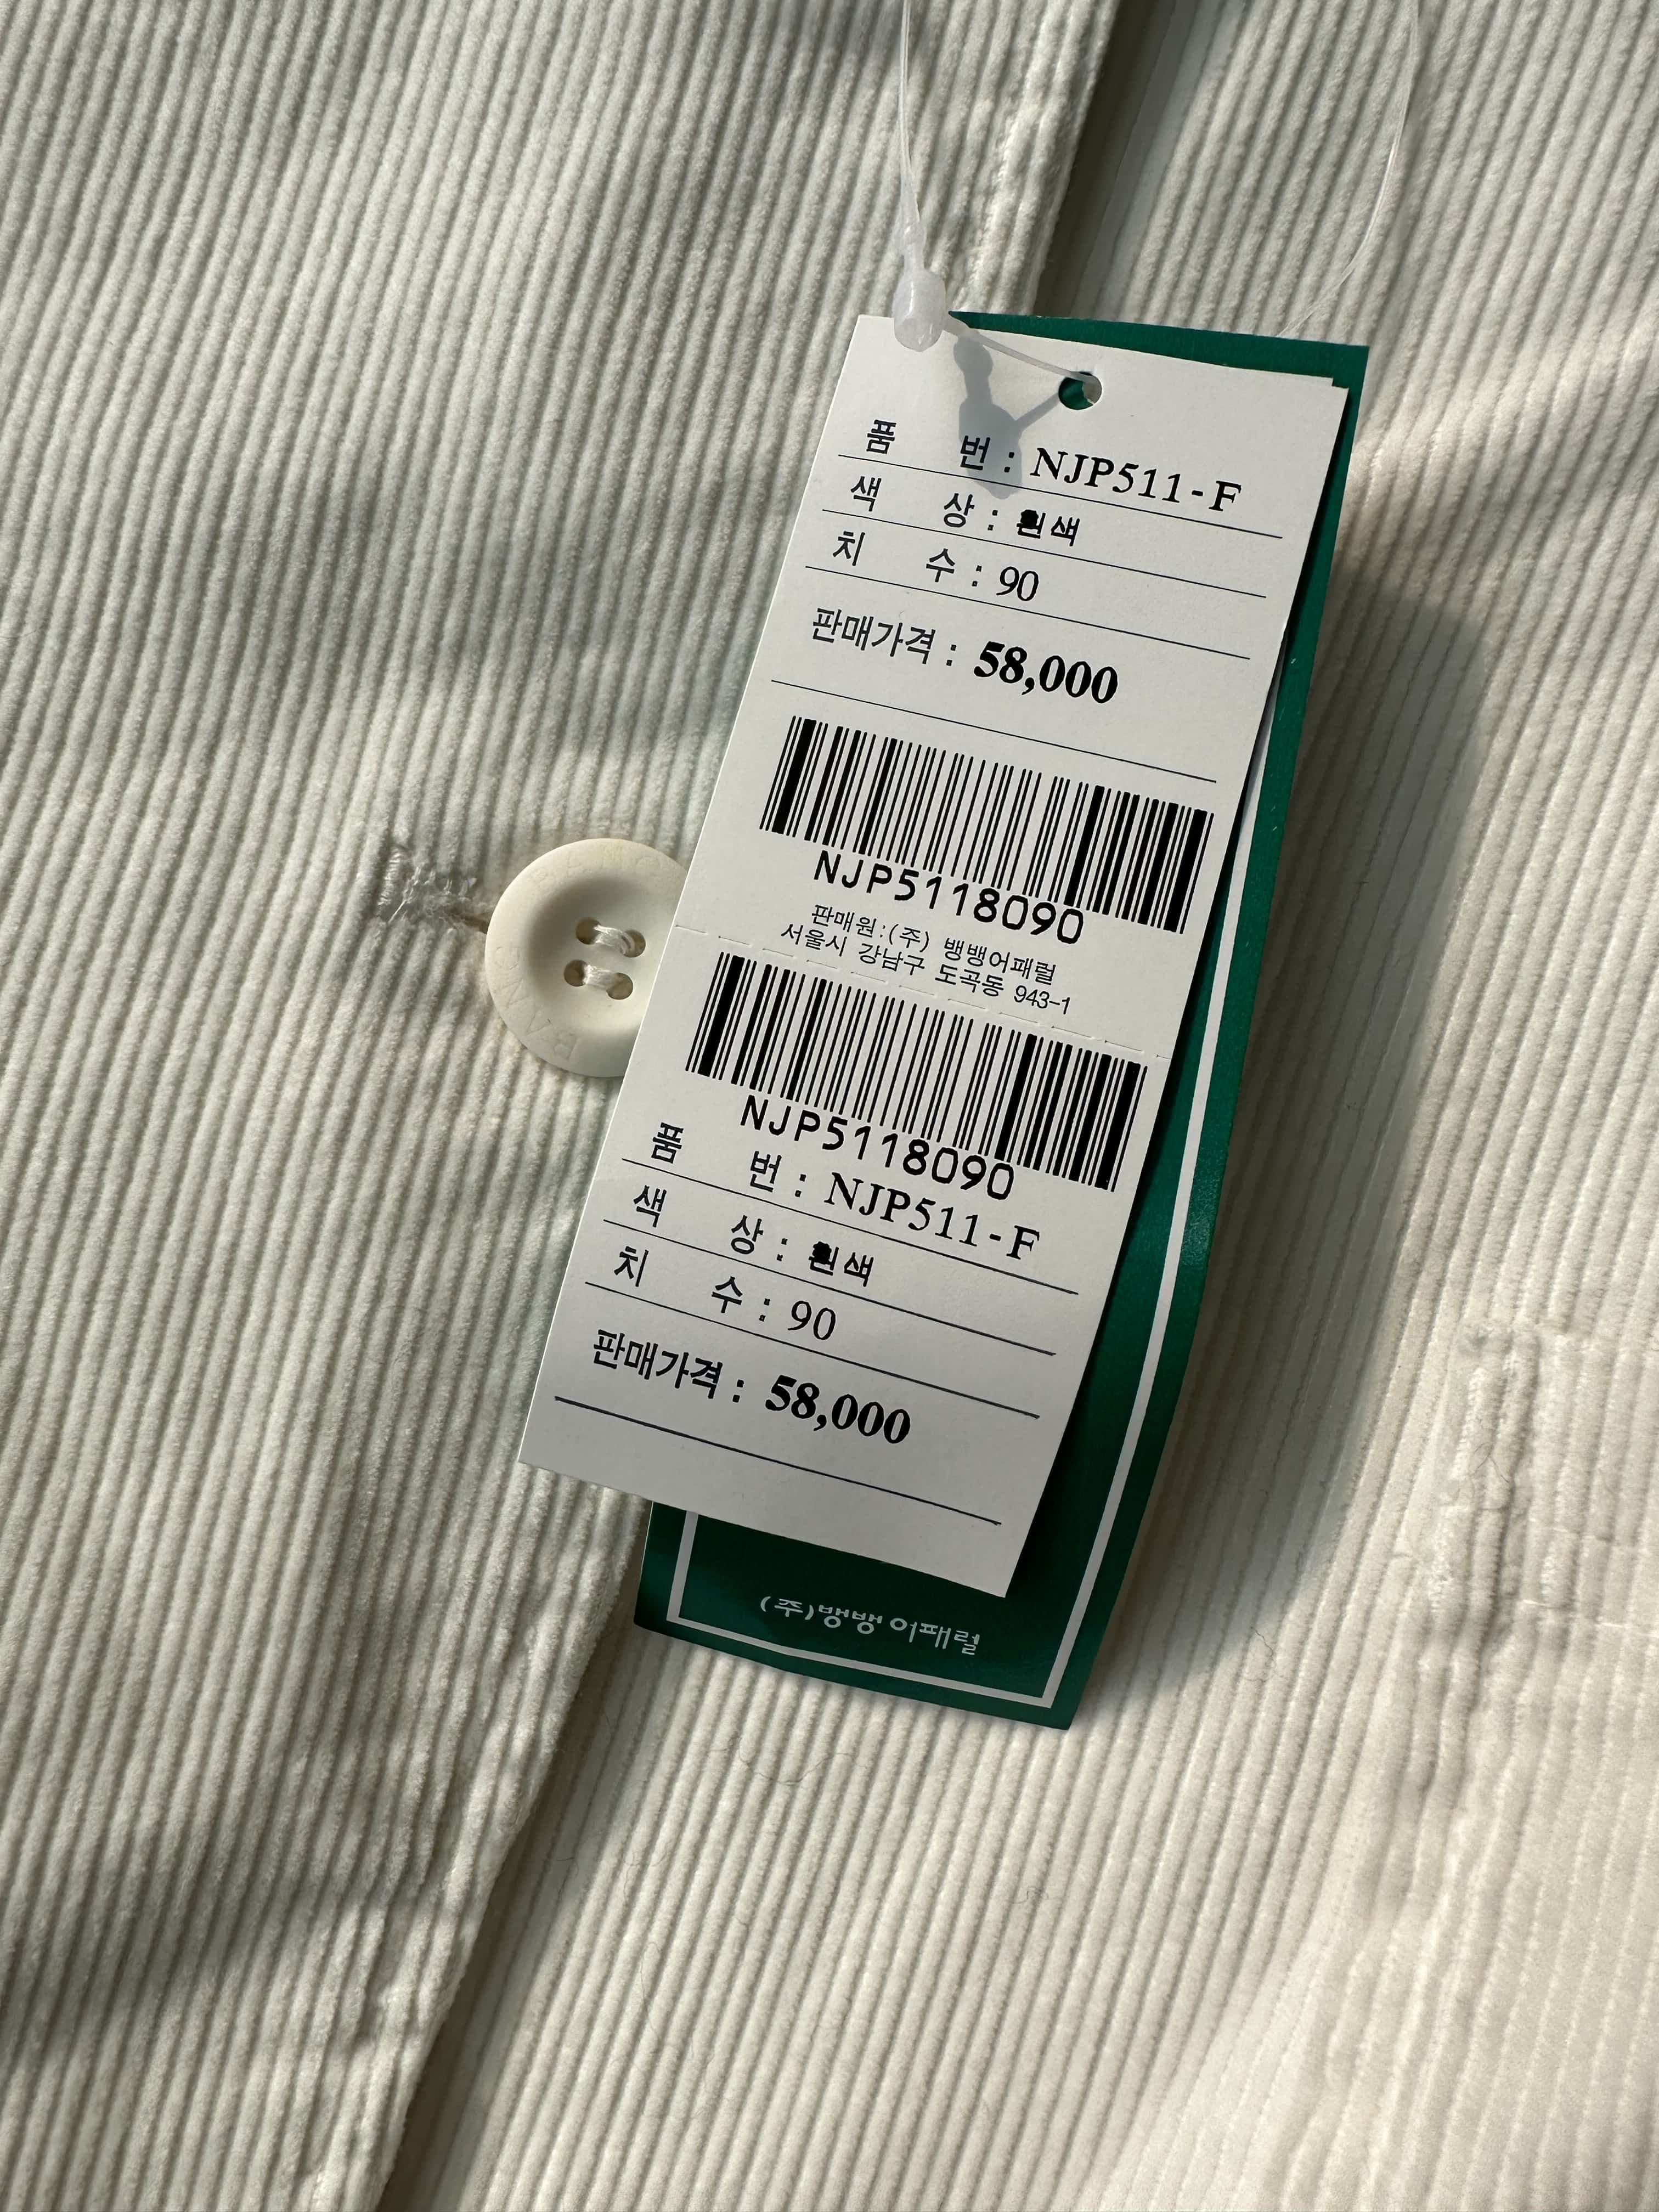 품 번 : NJP511-F
색 상 : 흰색
치 수 : 90
판매가격 : 58,000
NJP5118090
판매원:(주) 뱅뱅어패럴
서울시 강남구 도곡동 943-1
NJP5118090
품 번 : NJP511-F
색 상 : 흰색
치 수 : 90
판매가격 : 58,000
(주)뱅뱅어패럴